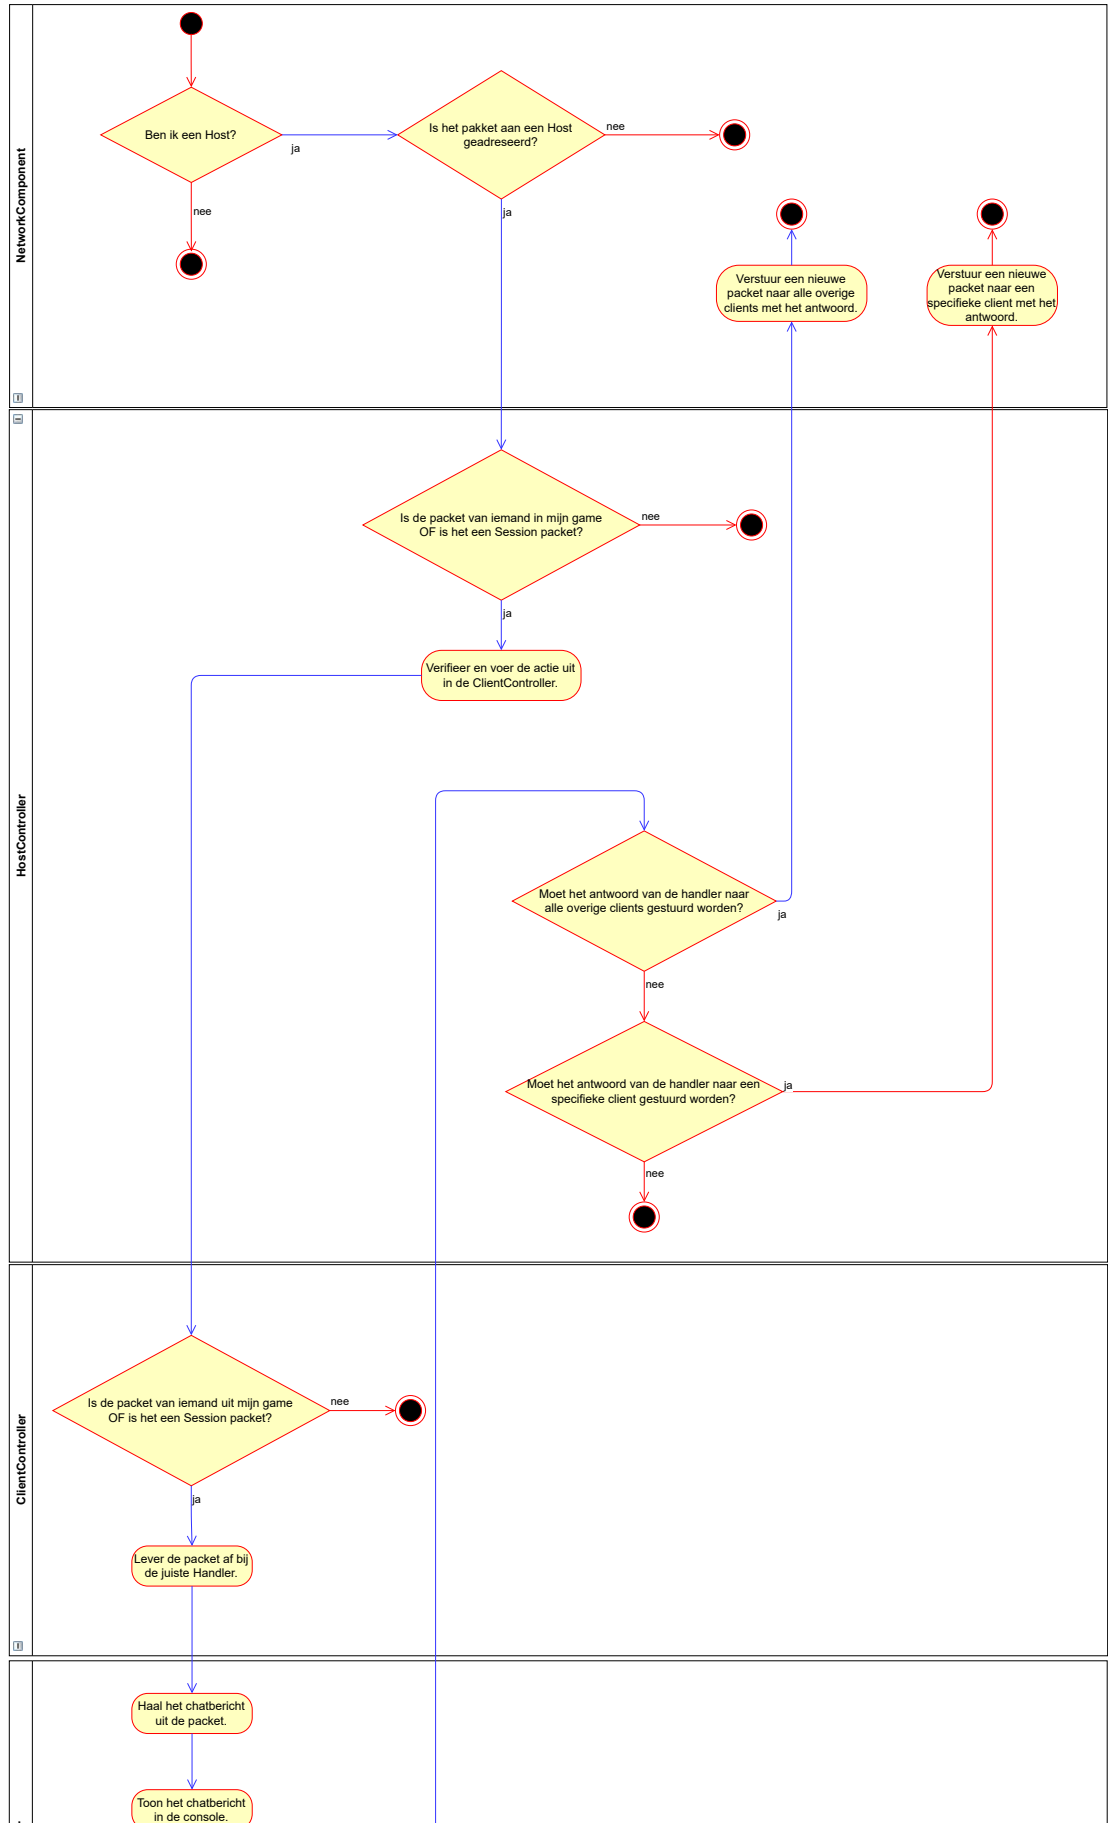 NetworkComponent
Ben ik een Host?
ja
nee
Is het pakket aan een Host
geadreseerd?
nee
ja
Verstuur een nieuwe
packet naar alle overige
clients met het antwoord.
Verstuur een nieuwe
packet naar een
specifieke client met het
antwoord.
HostController
Is de packet van iemand in mijn game
OF is het een Session packet?
nee
ja
Verifieer en voer de actie uit
in de ClientController.
Moet het antwoord van de handler naar
alle overige clients gestuurd worden?
ja
nee
Moet het antwoord van de handler naar een
specifieke client gestuurd worden?
ja
nee
ClientController
Is de packet van iemand uit mijn game
OF is het een Session packet?
nee
ja
Lever de packet af bij
de juiste Handler.
Haal het chatbericht
uit de packet.
Toon het chatbericht
in de console.